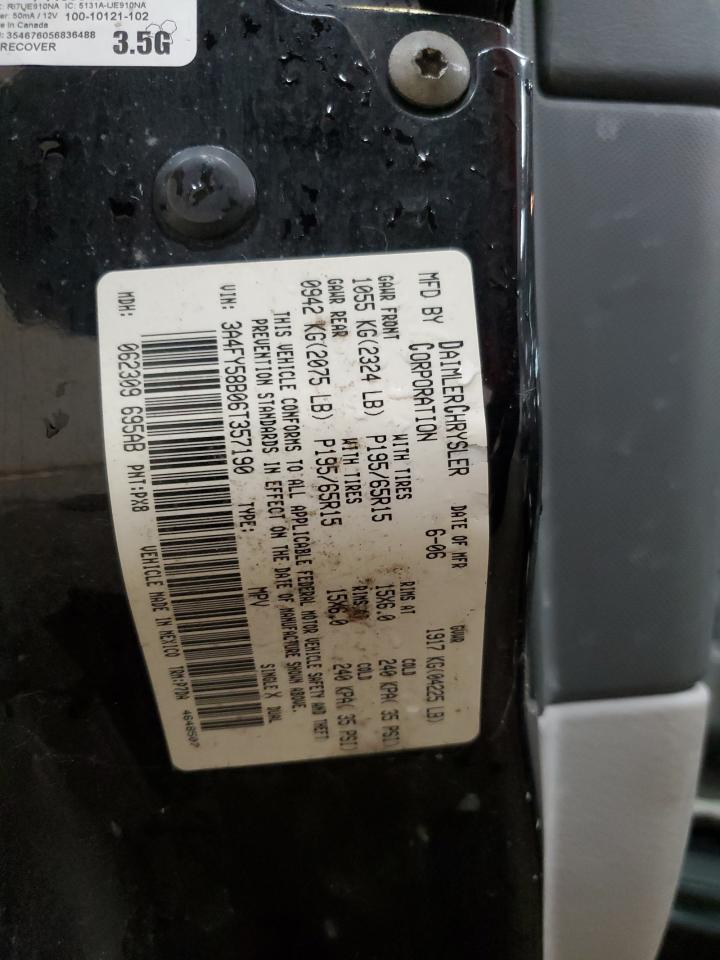 RI7UE910NA IC: 5131A-UE910NA
er: 50mA / 12V 100-10121-102
e in Canada
354676056836488
RECOVER 3.5G
MFD BY DAIMLERCHRYSLER CORPORATION
DATE OF MFR 6-06
GVWR 1917 KG(04225 LB)
GAWR FRONT WITH TIRES RIMS AT COLD
1055 KG(2324 LB) P195/65R15 15X6.0 240 KPA( 35 PSI)
GAWR REAR WITH TIRES RIMS AT COLD
0942 KG(2075 LB) P195/65R15 15X6.0 240 KPA( 35 PSI)
THIS VEHICLE CONFORMS TO ALL APPLICABLE FEDERAL MOTOR VEHICLE SAFETY AND THEFT
PREVENTION STANDARDS IN EFFECT ON THE DATE OF MANUFACTURE SHOWN ABOVE.
VIN: 3A4FY58B06T357190 TYPE: MPV SINGLE X DUAL
MDH: 062309 695AB PNT:PX8 VEHICLE MADE IN MEXICO 4648507